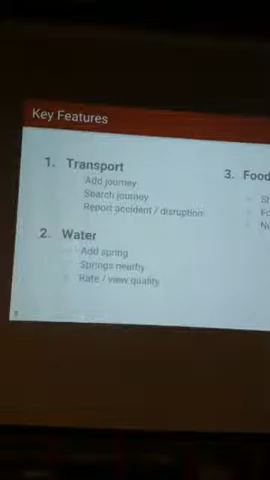 Key Features
1. Transport
Add journey
Search journey
Report accident / disruption
2. Water
Add spring
Springs nearby
Rate / view quality
3. Food